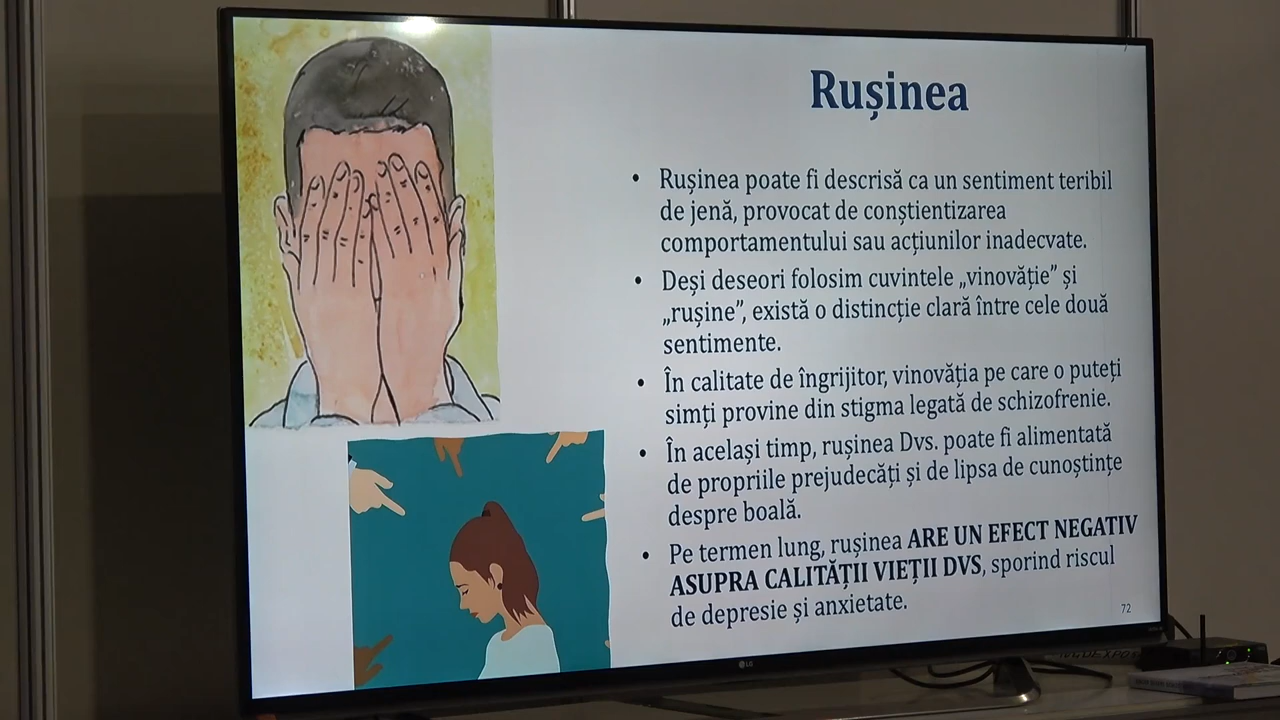 Rușinea
• Rușinea poate fi descrisă ca un sentiment teribil
de jenă, provocat de conștientizarea
comportamentului sau acțiunilor inadecvate.
• Deși deseori folosim cuvintele „vinovăție” și
„rușine”, există o distincție clară între cele două
sentimente.
• În calitate de îngrijitor, vinovăția pe care o puteți
simți provine din stigma legată de schizofrenie.
• În același timp, rușinea Dvs. poate fi alimentată
de propriile prejudecăți și de lipsa de cunoștințe
despre boală.
• Pe termen lung, rușinea ARE UN EFECT NEGATIV
ASUPRA CALITĂȚII VIEȚII DVS, sporind riscul
de depresie și anxietate.
72
LG